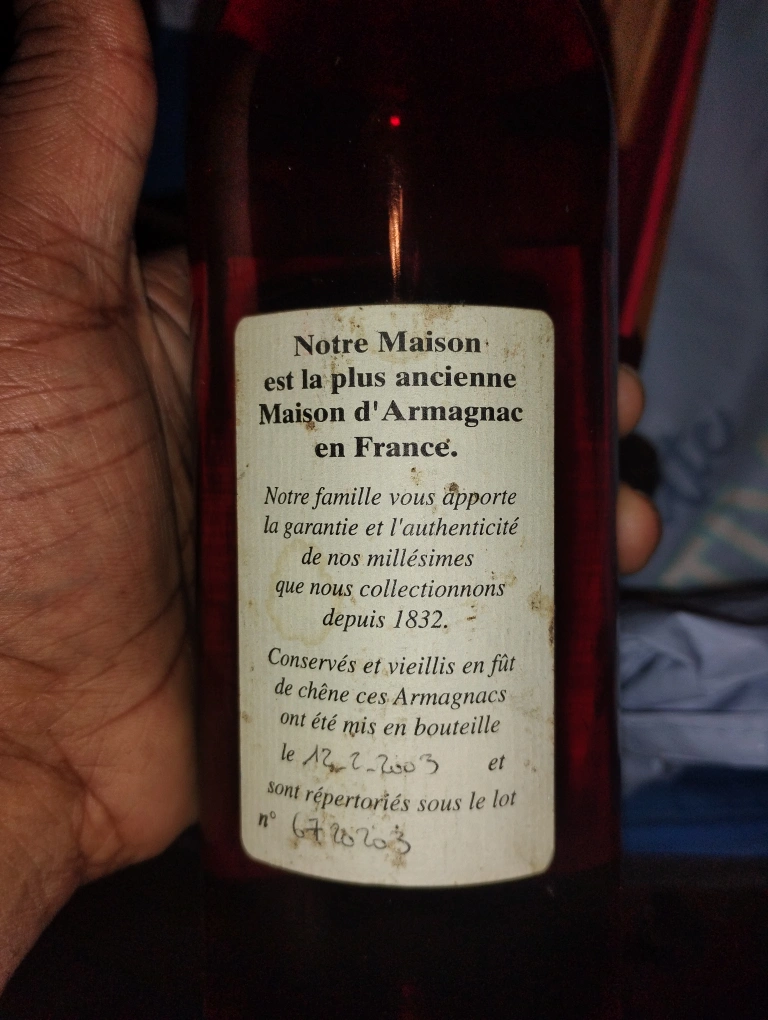 Notre Maison
est la plus ancienne
Maison d'Armagnac
en France.
Notre famille vous apporte
la garantie et l'authenticité
de nos millésimes
que nous collectionnons
depuis 1832.
Conservés et vieillis en fût
de chêne ces Armagnacs
ont été mis en bouteille
le 12-2-2003 et
sont répertoriés sous le lot
n° 6720203